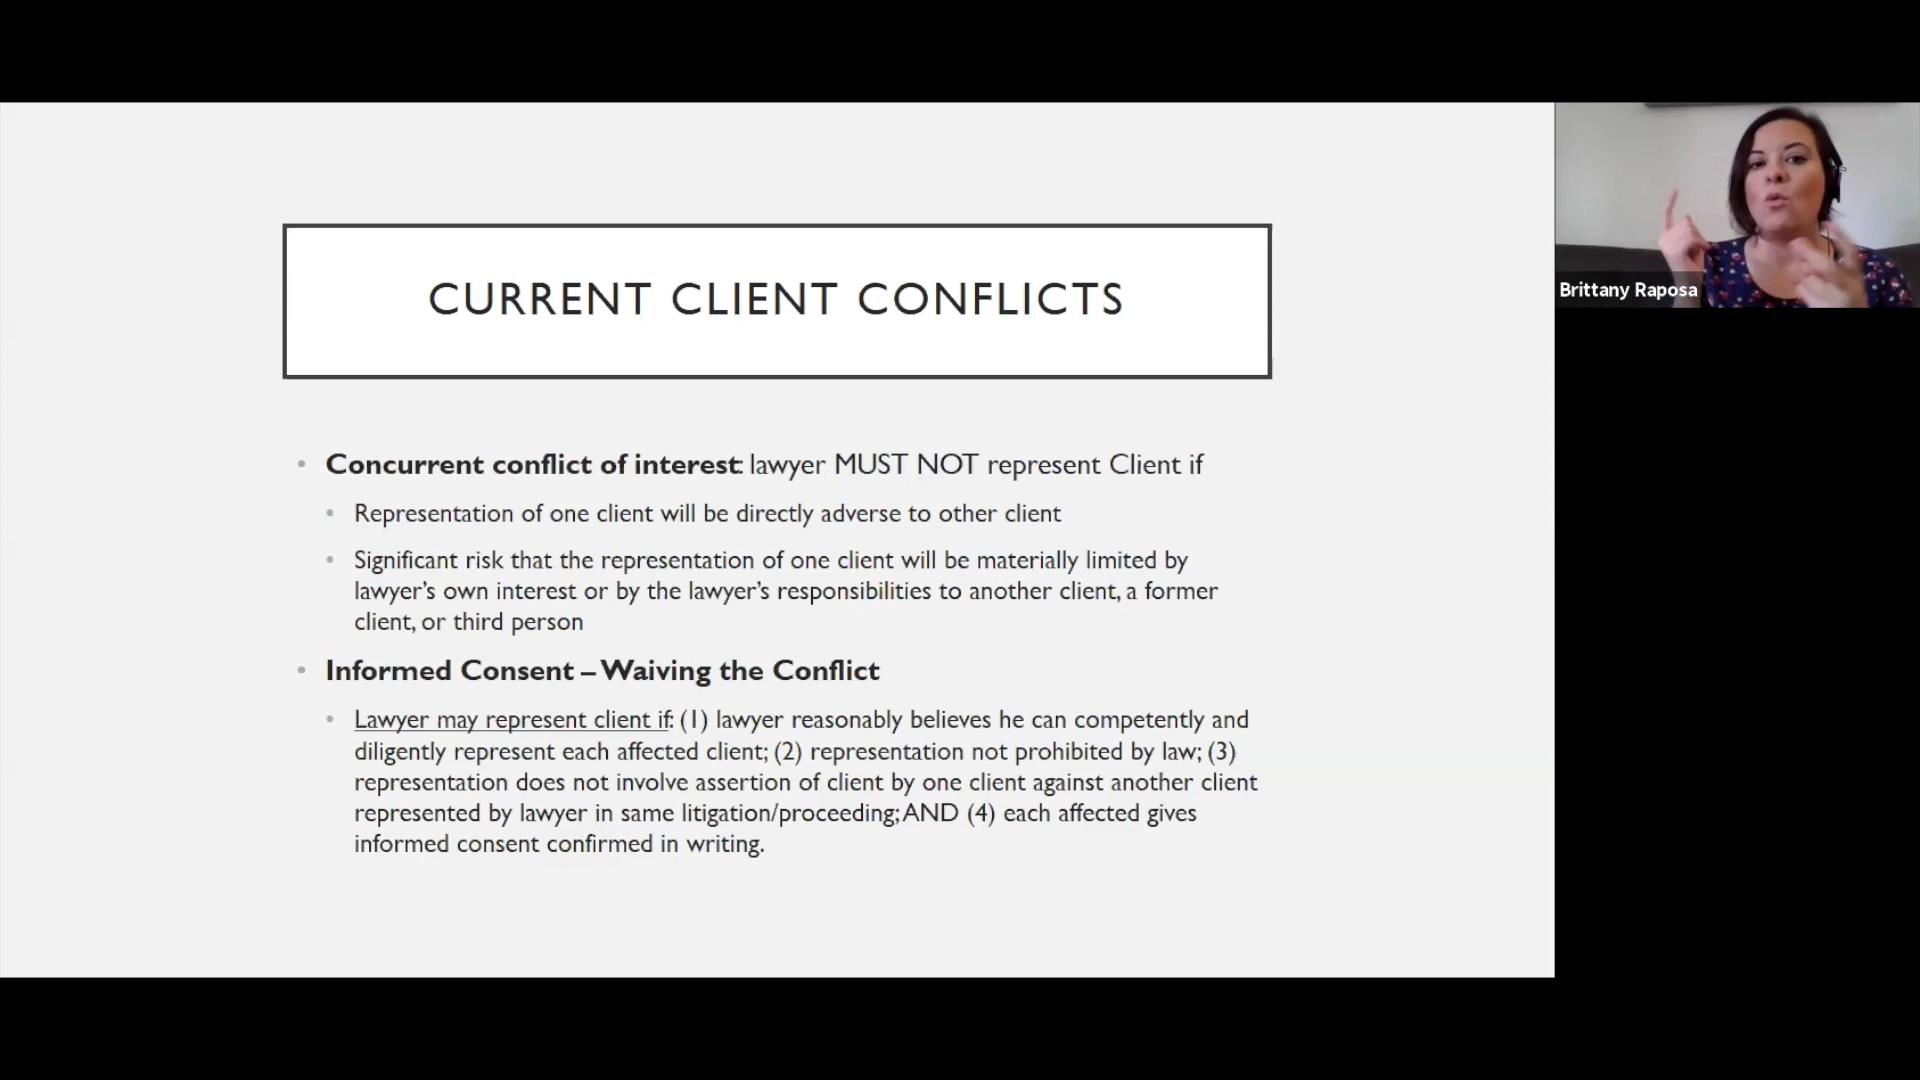 CURRENT CLIENT CONFLICTS
Brittany Raposa
• Concurrent conflict of interest: lawyer MUST NOT represent Client if
• Representation of one client will be directly adverse to other client
• Significant risk that the representation of one client will be materially limited by
lawyer’s own interest or by the lawyer’s responsibilities to another client, a former
client, or third person
• Informed Consent – Waiving the Conflict
• Lawyer may represent client if: (1) lawyer reasonably believes he can competently and
diligently represent each affected client; (2) representation not prohibited by law; (3)
representation does not involve assertion of client by one client against another client
represented by lawyer in same litigation/proceeding; AND (4) each affected gives
informed consent confirmed in writing.